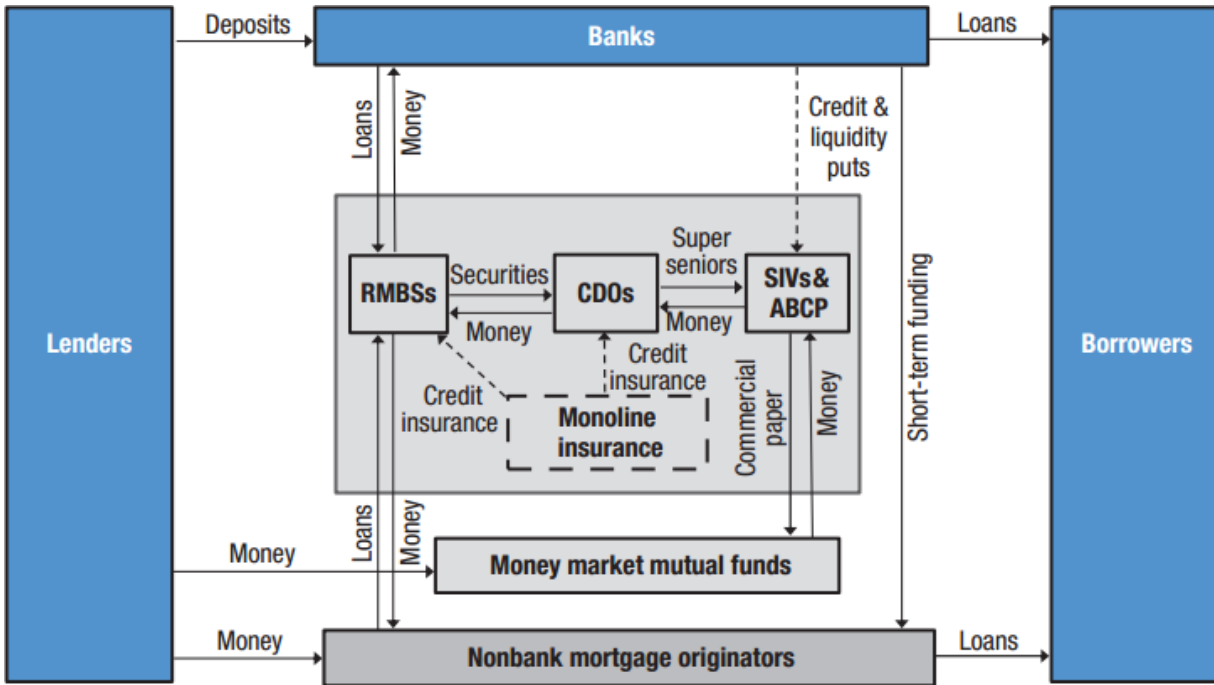 Deposits
Banks
Loans
Loans
Money
Credit &
liquidity
puts
Lenders
Borrowers
RMBSs
Securities
Money
CDOs
Super
seniors
Money
SIVs &
ABCP
Short-term funding
Credit
insurance
Credit
insurance
Monoline
insurance
Commercial
paper
Money
Loans
Money
Money
Money market mutual funds
Money
Nonbank mortgage originators
Loans